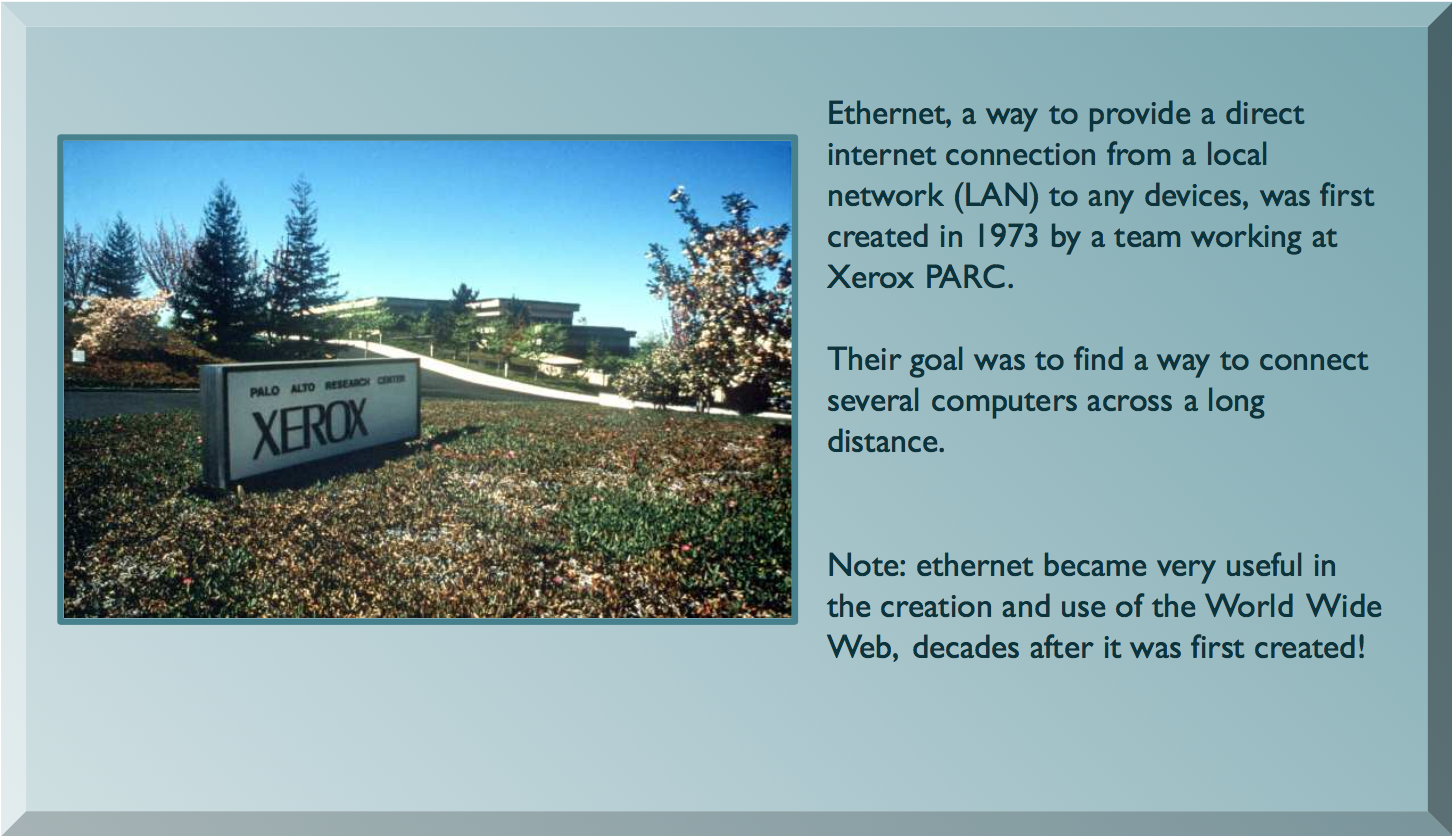 PALO ALTO RESEARCH CENTER
XEROX
Ethernet, a way to provide a direct
internet connection from a local
network (LAN) to any devices, was first
created in 1973 by a team working at
Xerox PARC.
Their goal was to find a way to connect
several computers across a long
distance.
Note: ethernet became very useful in
the creation and use of the World Wide
Web, decades after it was first created!